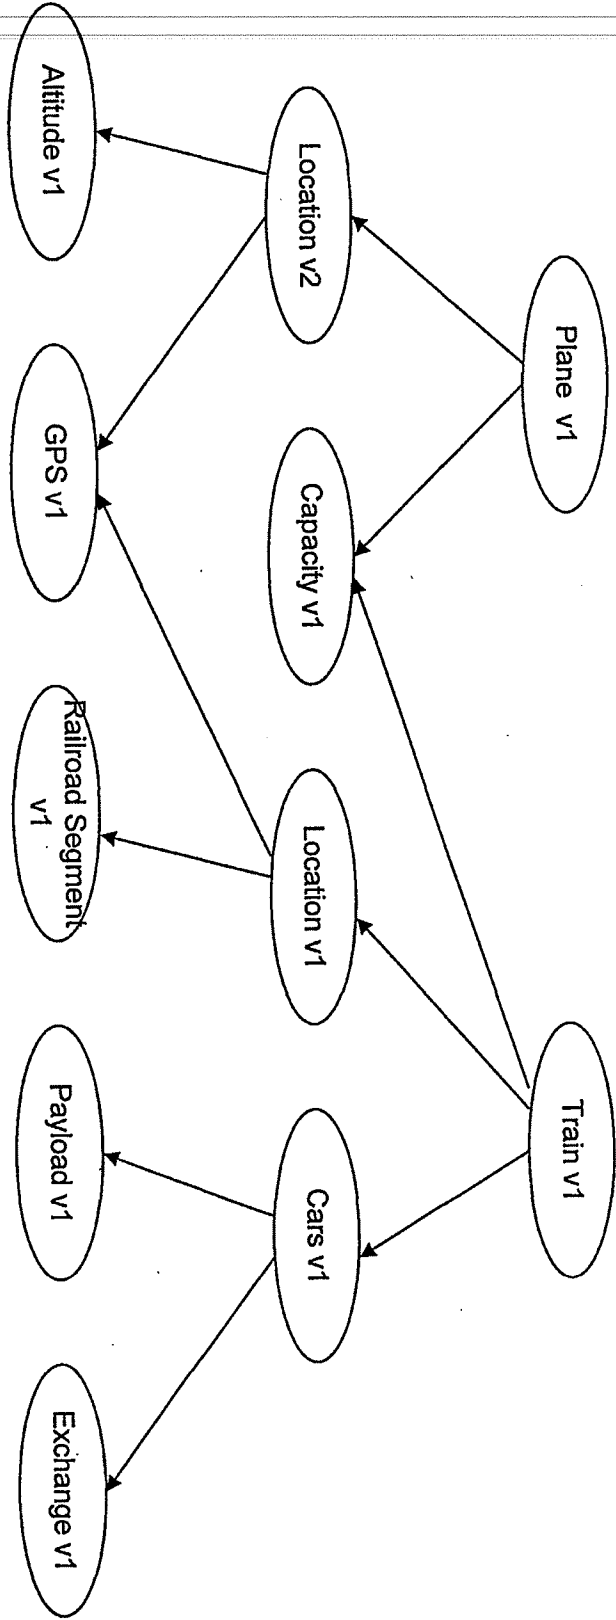 Plane v1
Train v1
Location v2
Capacity v1
Location v1
Cars v1
Altitude v1
GPS v1
Railroad Segment
v1
Payload v1
Exchange v1